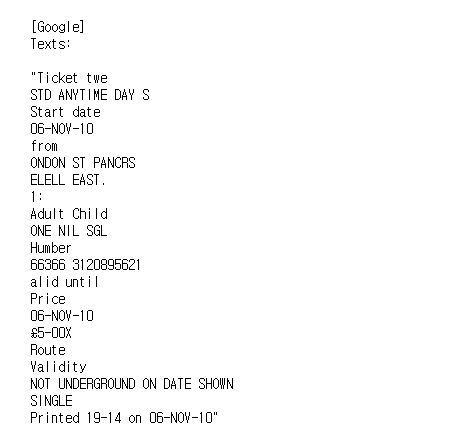 [Google]
Texts:
"Ticket twe
STD ANYTIME DAY S
Start date
06-NOV-10
from
ONDON ST PANCRS
ELELL EAST.
1:
Adult Child
ONE NIL SGL
Humber
66366 3120895621
alid until
Price
06-NOV-10
£5-00X
Route
Validity
NOT UNDERGROUND ON DATE SHOWN
SINGLE
Printed 19-14 on 06-NOV-10"